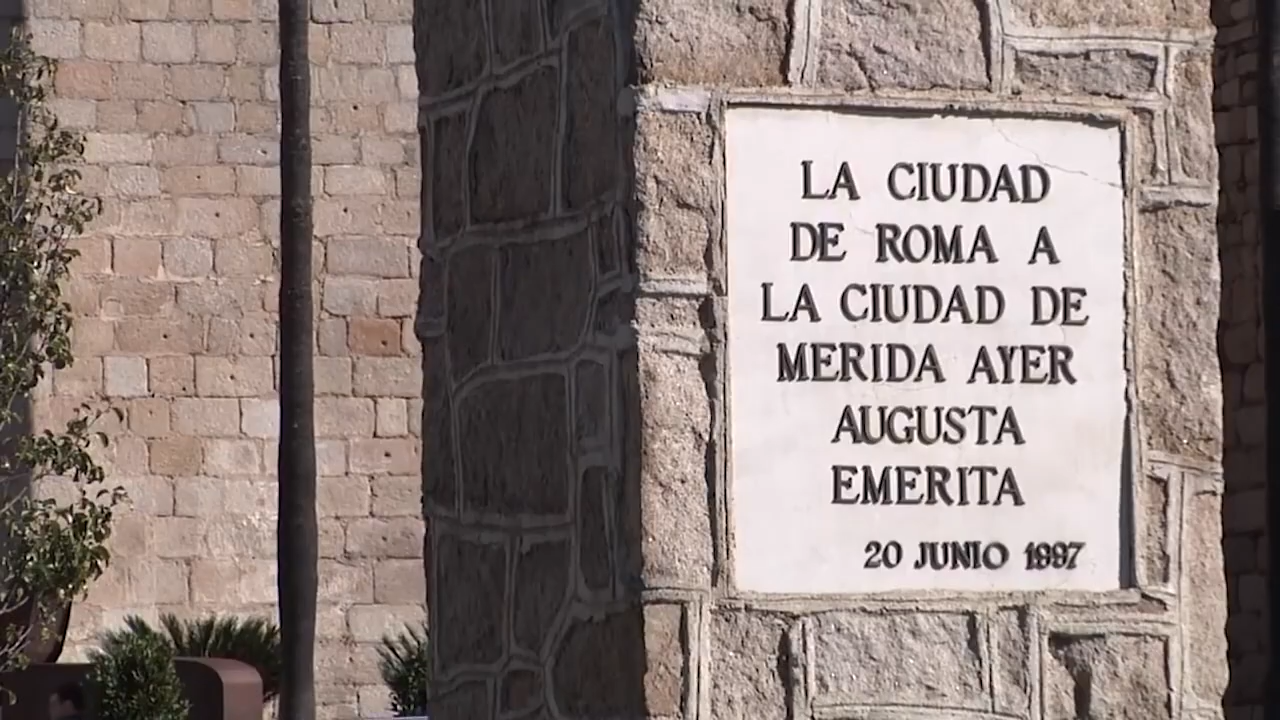 LA CIUDAD
DE ROMA A
LA CIUDAD DE
MERIDA AYER
AUGUSTA
EMERITA
20 JUNIO 1997